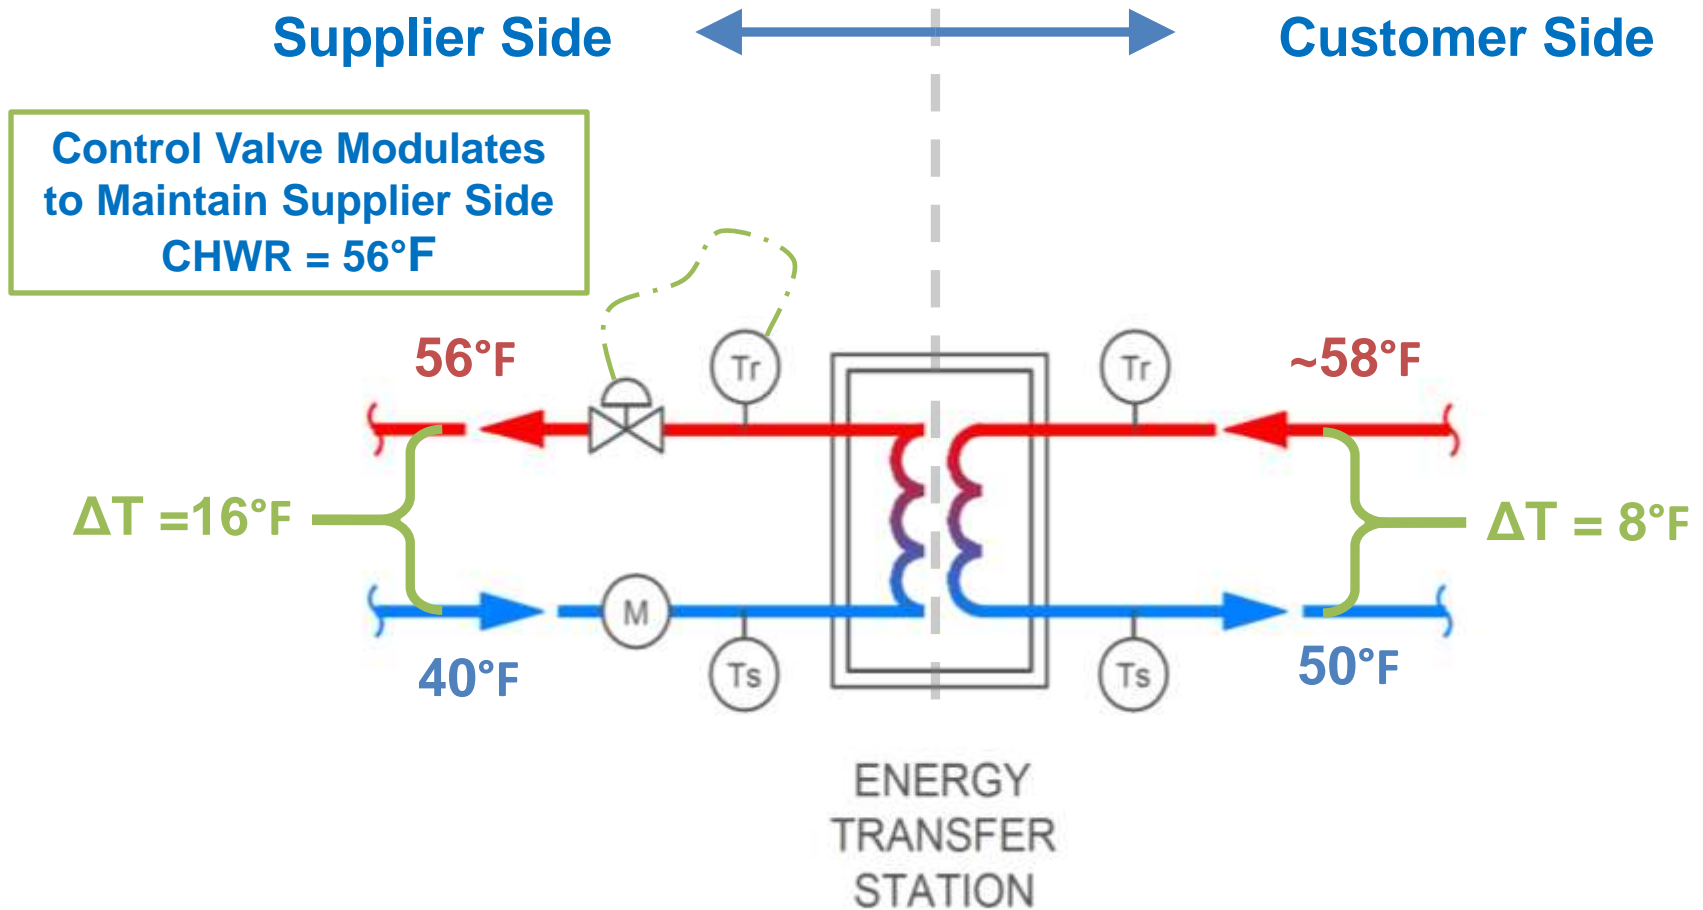 Supplier Side
Customer Side
Control Valve Modulates
to Maintain Supplier Side
CHWR = 56°F
56°F
Tr
Tr
~58°F
ΔT =16°F
ΔT = 8°F
M
40°F
Ts
Ts
50°F
ENERGY
TRANSFER
STATION